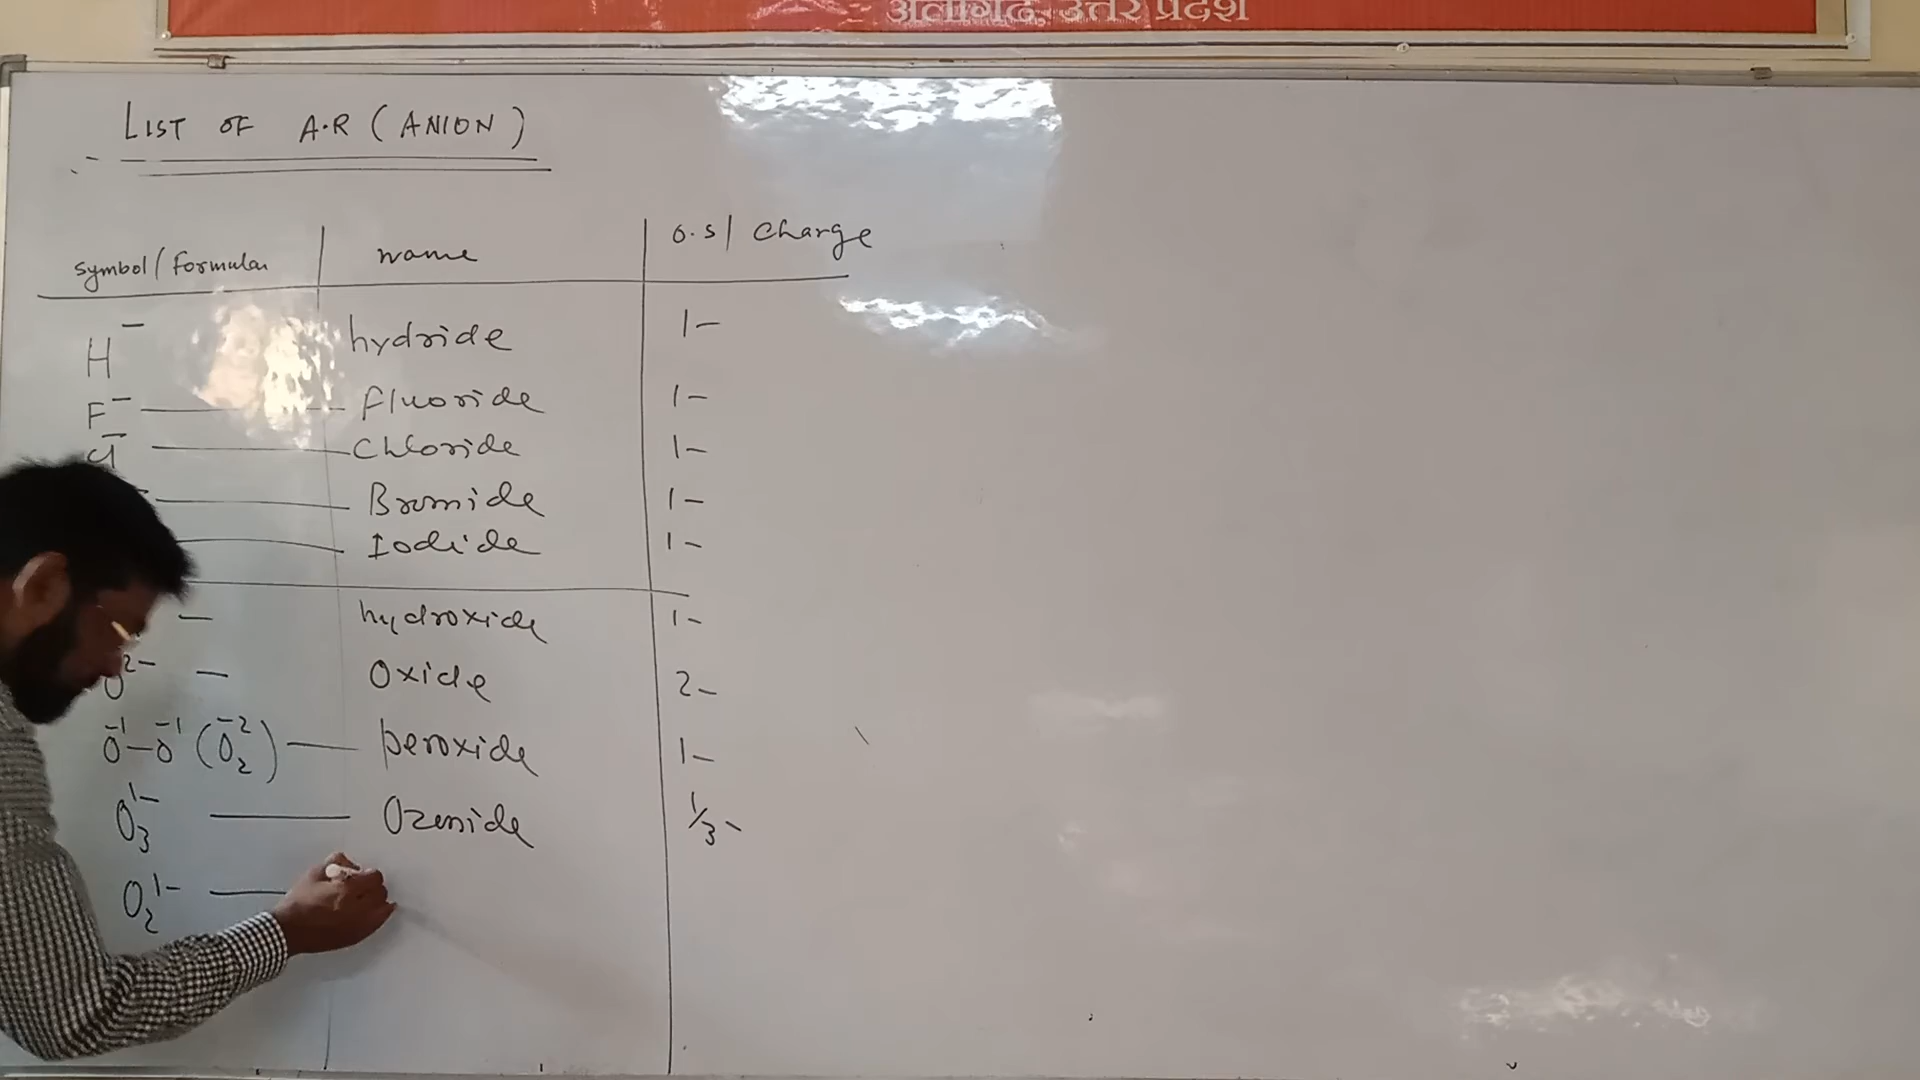 अलीगढ़, उत्तर प्रदेश
LIST OF A.R (ANION)
symbol / Formular name o.s / charge
H⁻ hydride 1-
F⁻ — fluoride 1-
Cl⁻ — chloride 1-
— Bromide 1-
— Iodide 1-
— hydroxide 1-
O²⁻ — Oxide 2-
O⁻¹-O⁻¹ (O₂⁻²) — peroxide 1-
O₃¹⁻ — Ozonide 1/3-
O₂¹⁻ —